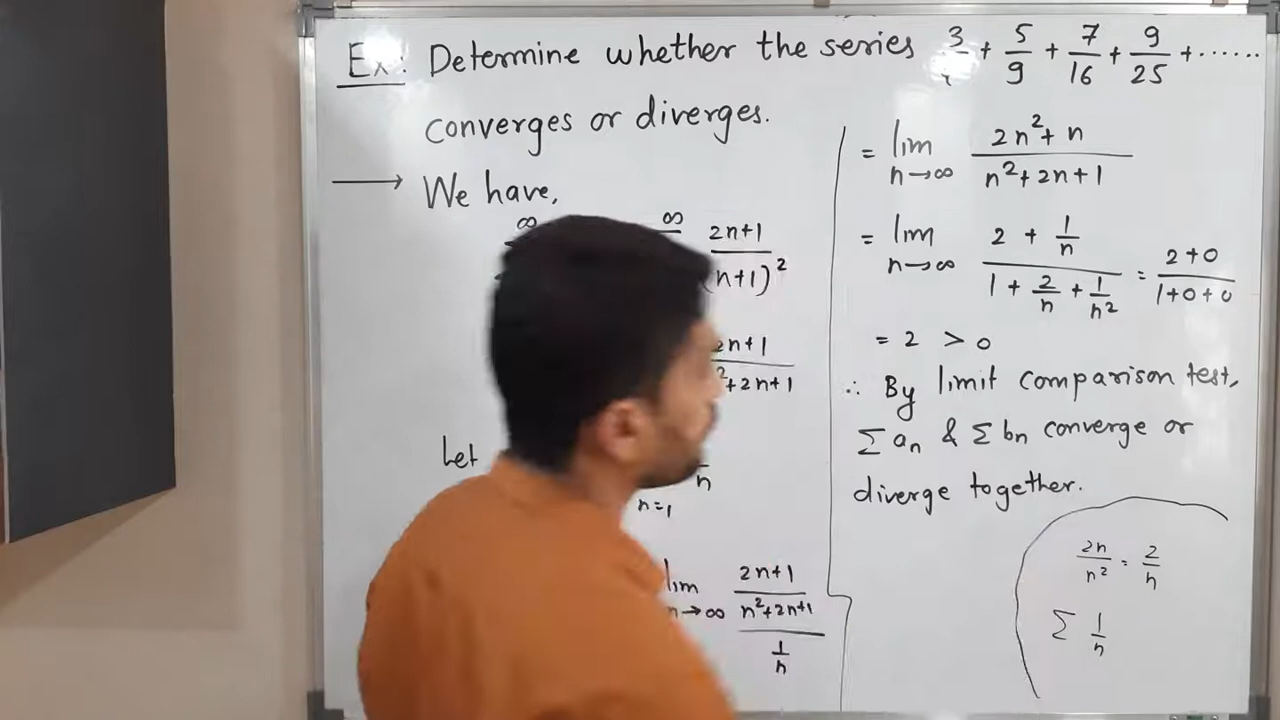 Ex: Determine whether the series 3/ + 5/9 + 7/16 + 9/25 + ......
converges or diverges.
→ We have,
∞ ∞ 2n+1
(n+1)²
2n+1
²+2n+1
Let
n
n=1
lim 2n+1
n→∞ n²+2n+1
1/n
= lim 2n²+n
n→∞ n²+2n+1
= lim 2 + 1/n = 2+0
n→∞ 1 + 2/n + 1/n² 1+0+0
= 2 > 0
∴ By limit comparison test,
Σ aₙ & Σ bₙ converge or
diverge together.
2n/n² = 2/n
Σ 1/n